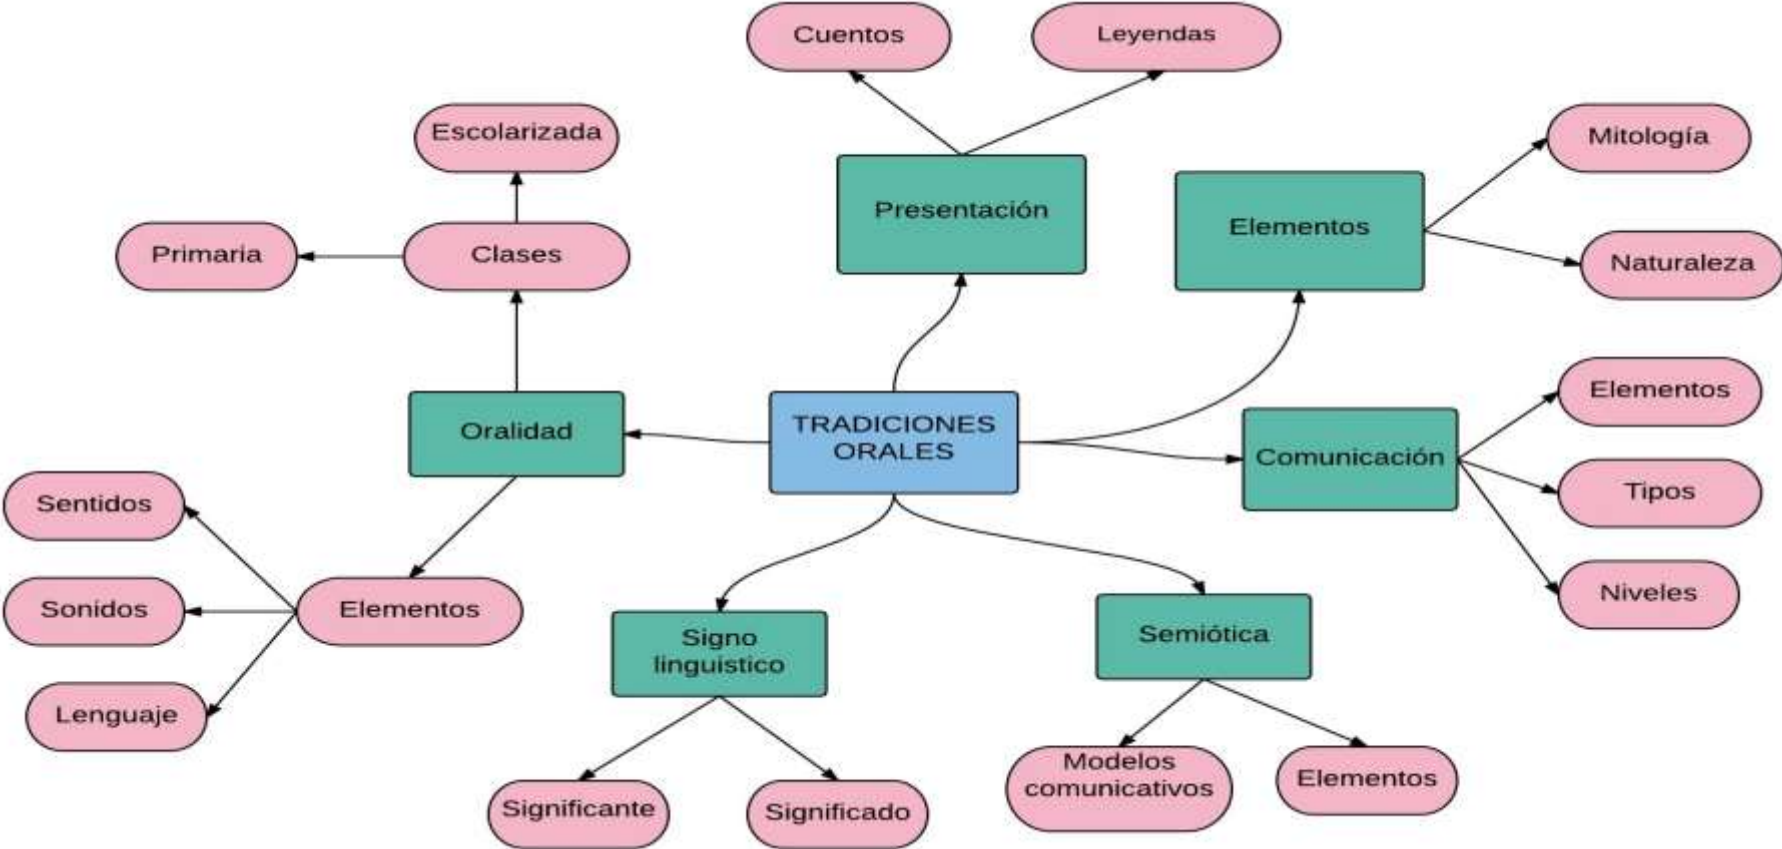 Cuentos
Leyendas
Escolarizada
Mitología
Presentación
Elementos
Primaria
Clases
Naturaleza
Elementos
Oralidad
TRADICIONES
ORALES
Comunicación
Tipos
Sentidos
Niveles
Sonidos
Elementos
Signo
linguistico
Semiótica
Lenguaje
Modelos
comunicativos
Elementos
Significante
Significado